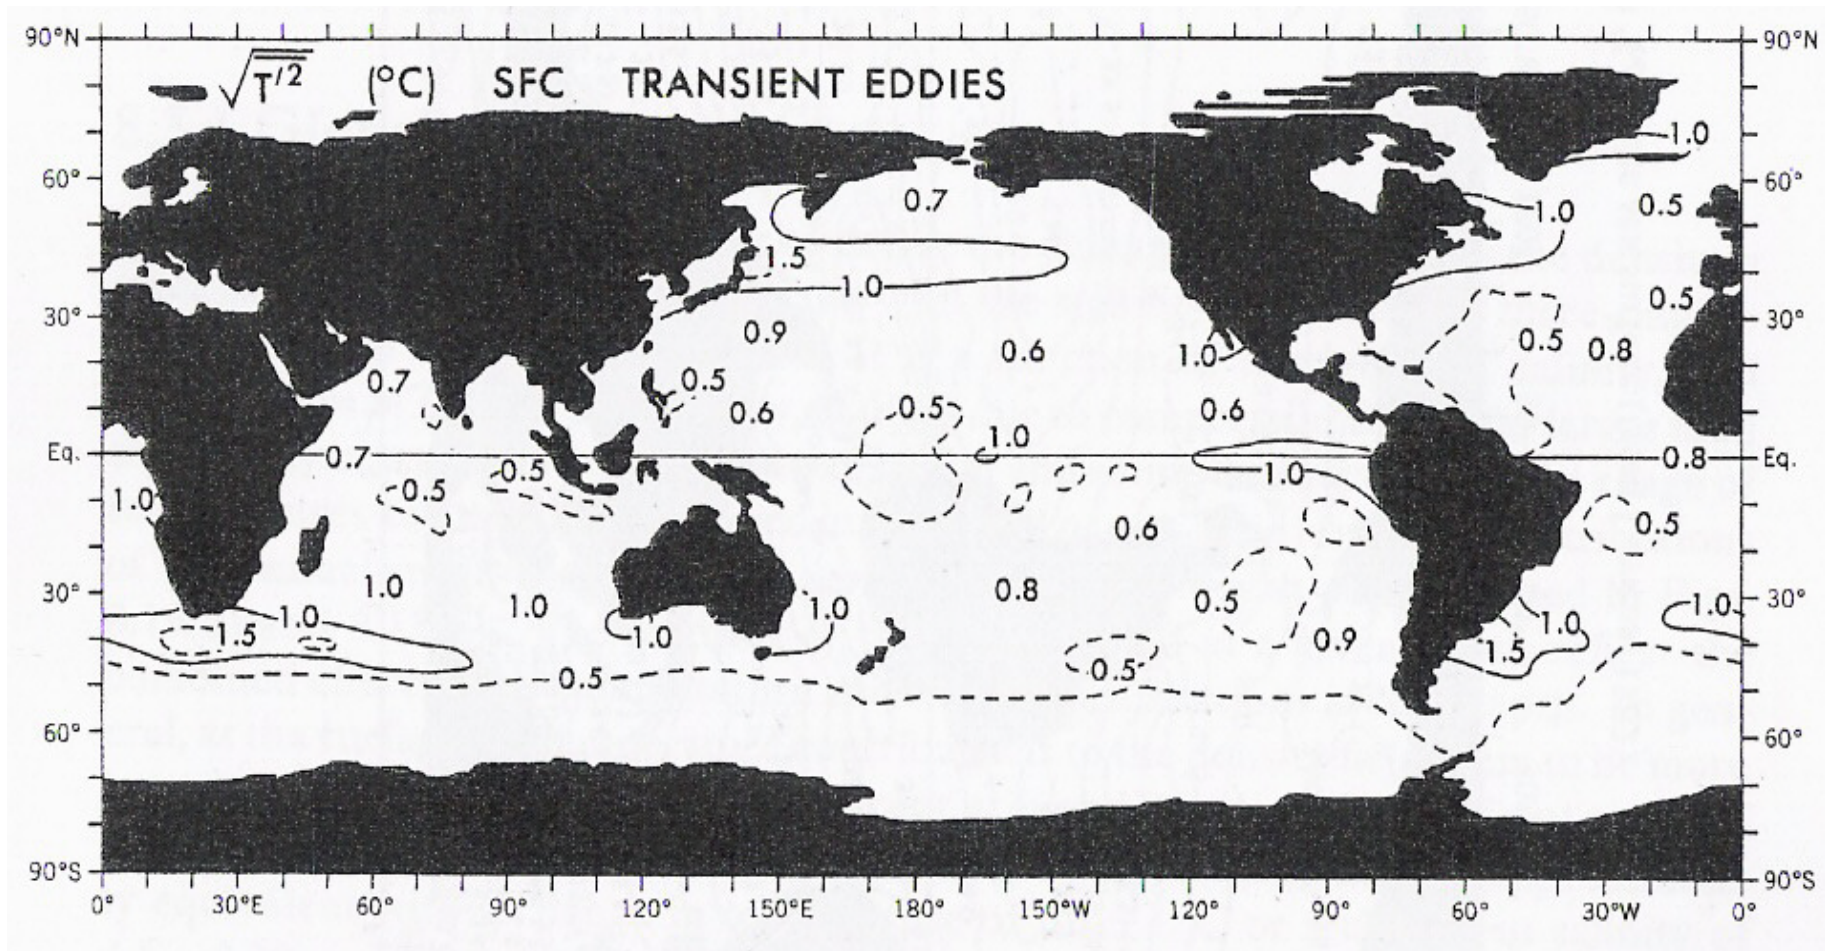 90°N 90°N
√T'² (°C) SFC TRANSIENT EDDIES
1.0
60° 60°
0.7 1.0 0.5
1.5
1.0 0.5
30° 30°
0.9 0.6 1.0 0.5 0.8
0.7 0.5
0.6 0.5 0.6
1.0
Eq. 0.7 0.5 1.0 0.8 Eq.
1.0 0.5 0.6 0.5
30° 1.0 1.0 0.8 0.5 30°
1.0 1.0 1.0 1.0
1.5 1.0 0.9 1.5
0.5 0.5
60° 60°
90°S 90°S
0° 30°E 60° 90° 120° 150°E 180° 150°W 120° 90° 60° 30°W 0°